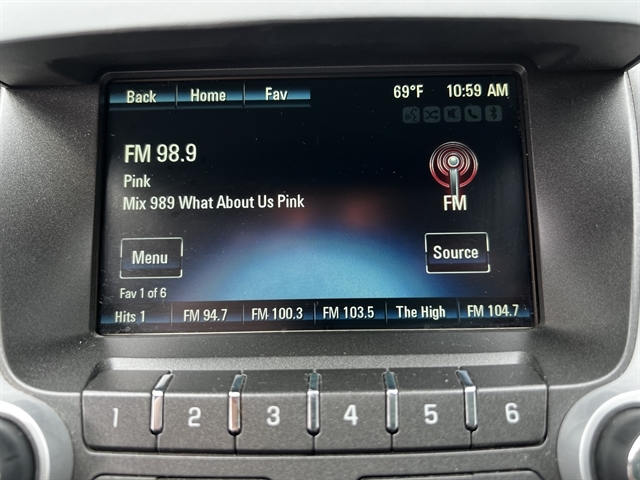 Back Home Fav 69°F 10:59 AM
FM 98.9
Pink
Mix 989 What About Us Pink
FM
Menu
Source
Fav 1 of 6
Hits 1 FM 94.7 FM 100.3 FM 103.5 The High FM 104.7
1 2 3 4 5 6